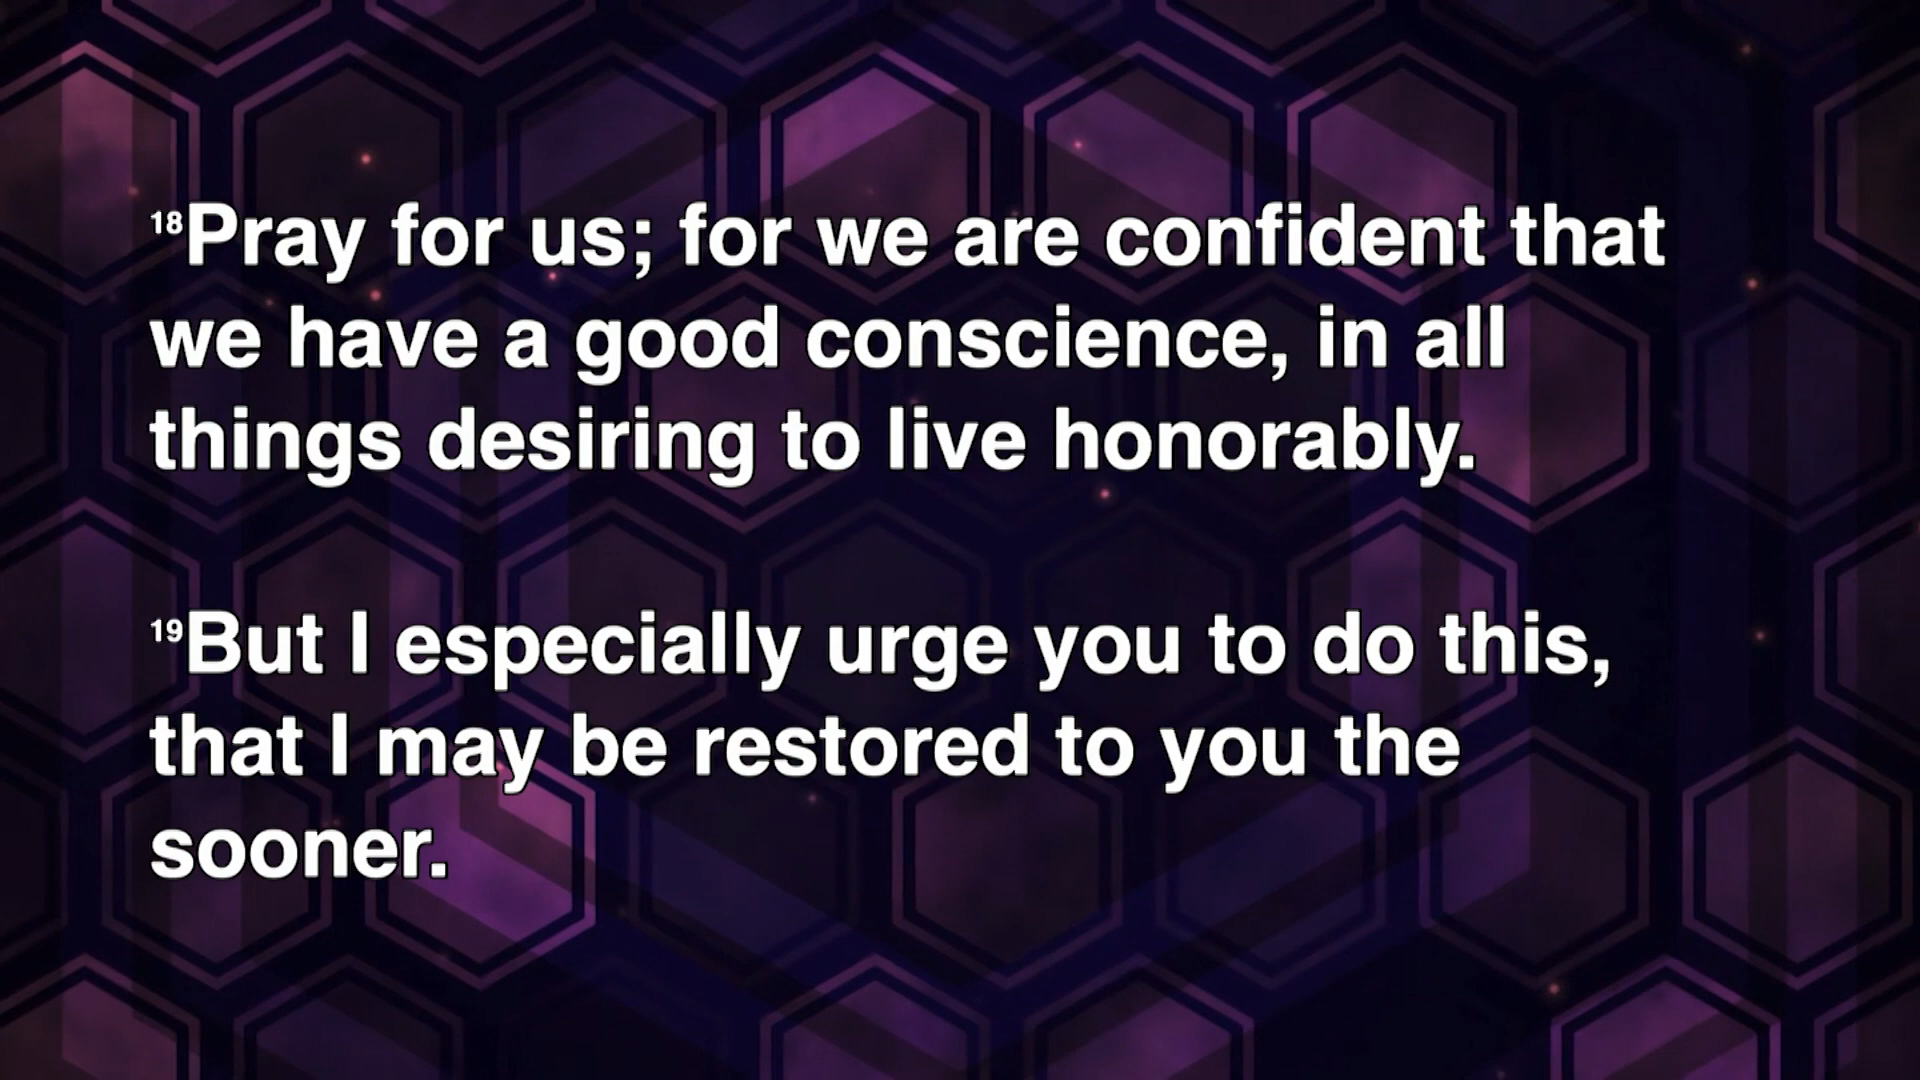 18Pray for us; for we are confident that
we have a good conscience, in all
things desiring to live honorably.
19But I especially urge you to do this,
that I may be restored to you the
sooner.